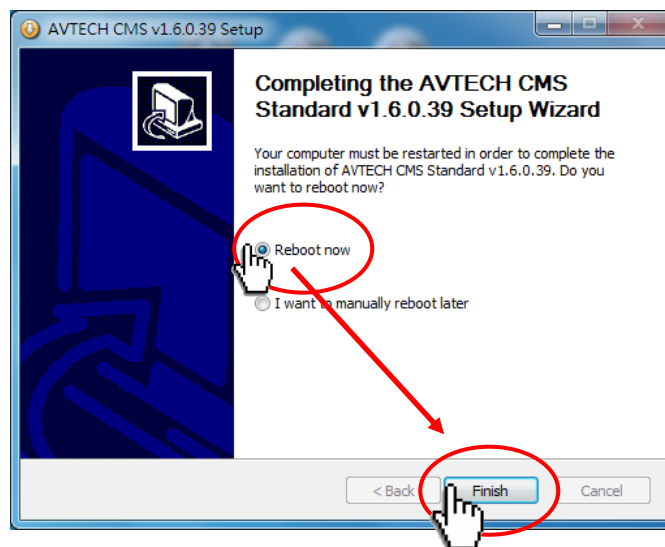 AVTECH CMS v1.6.0.39 Setup
Completing the AVTECH CMS
Standard v1.6.0.39 Setup Wizard
Your computer must be restarted in order to complete the
installation of AVTECH CMS Standard v1.6.0.39. Do you
want to reboot now?
Reboot now
I want to manually reboot later
< Back
Finish
Cancel